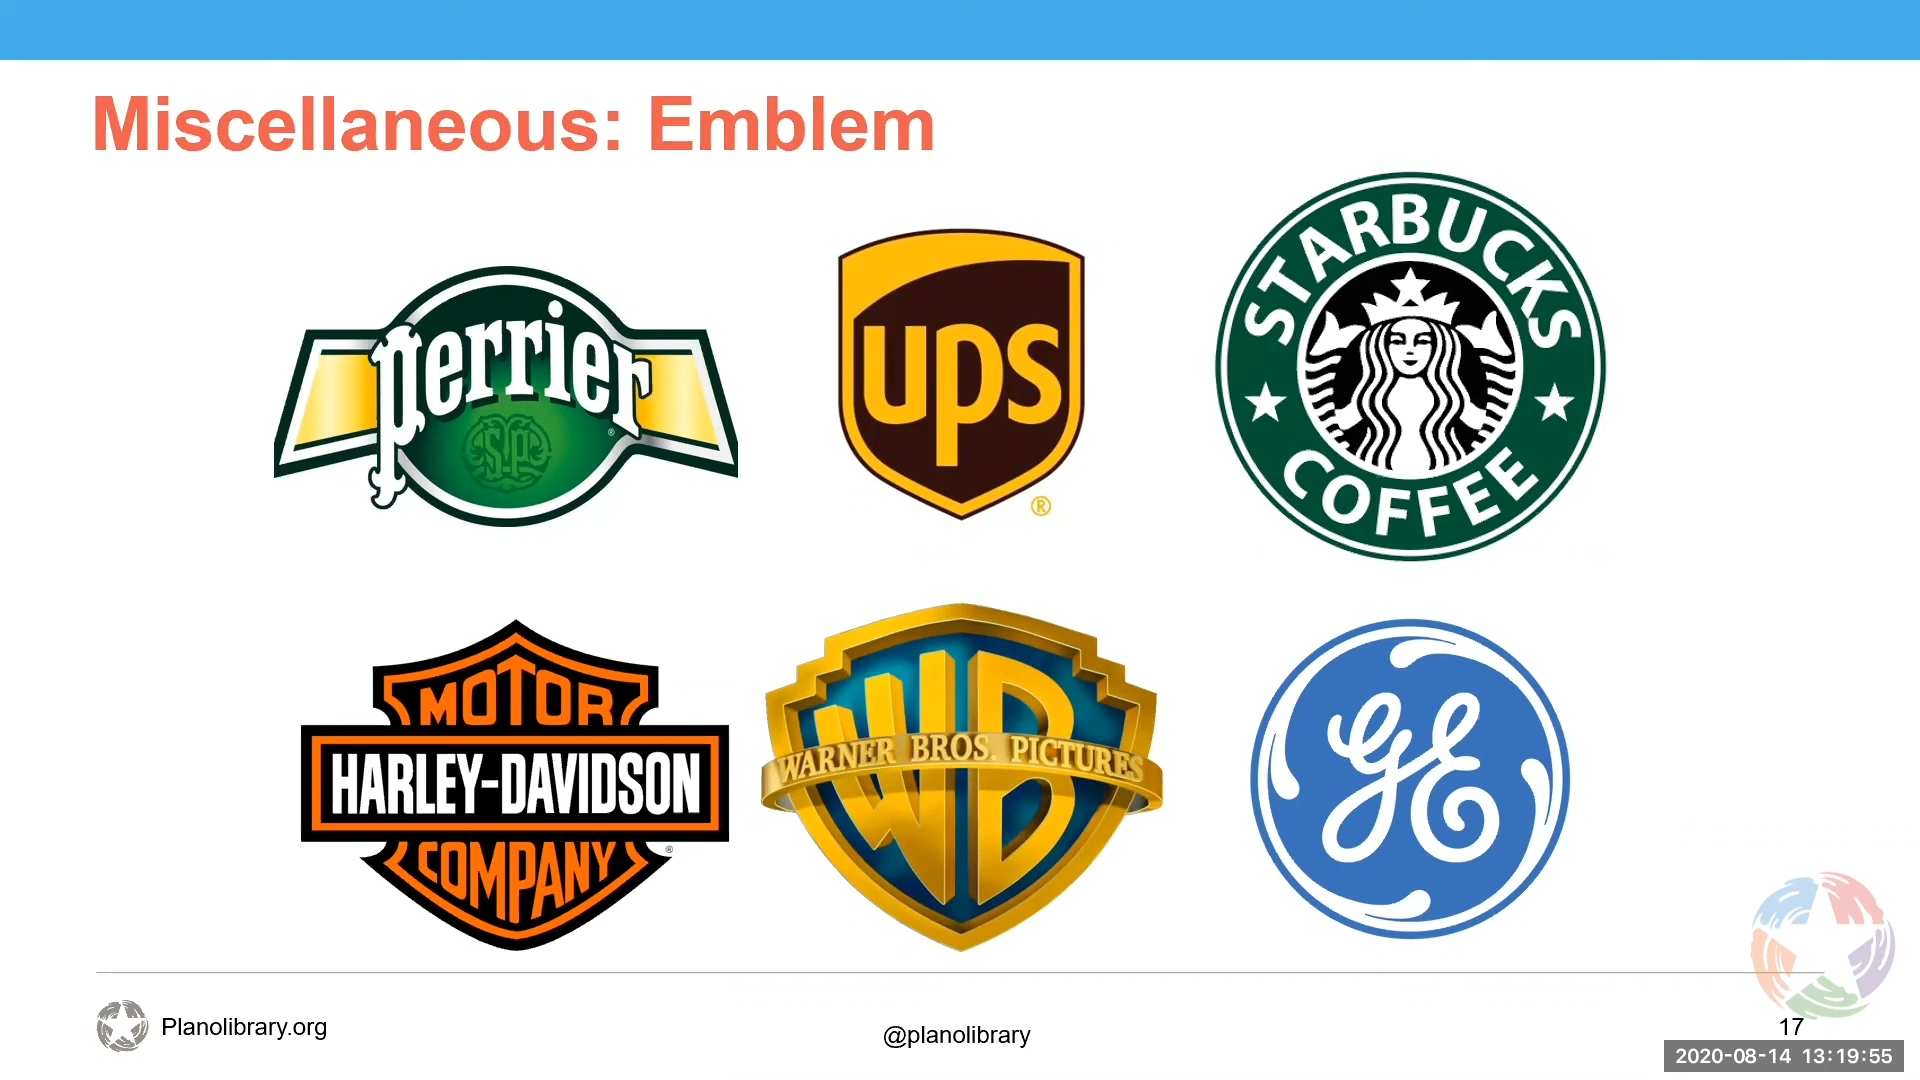 Miscellaneous: Emblem
perrier
S.P.
®
ups
®
STARBUCKS
COFFEE
MOTOR
HARLEY-DAVIDSON
COMPANY
®
WB
WARNER BROS. PICTURES
GE
Planolibrary.org
@planolibrary
17
2020-08-14 13:19:55